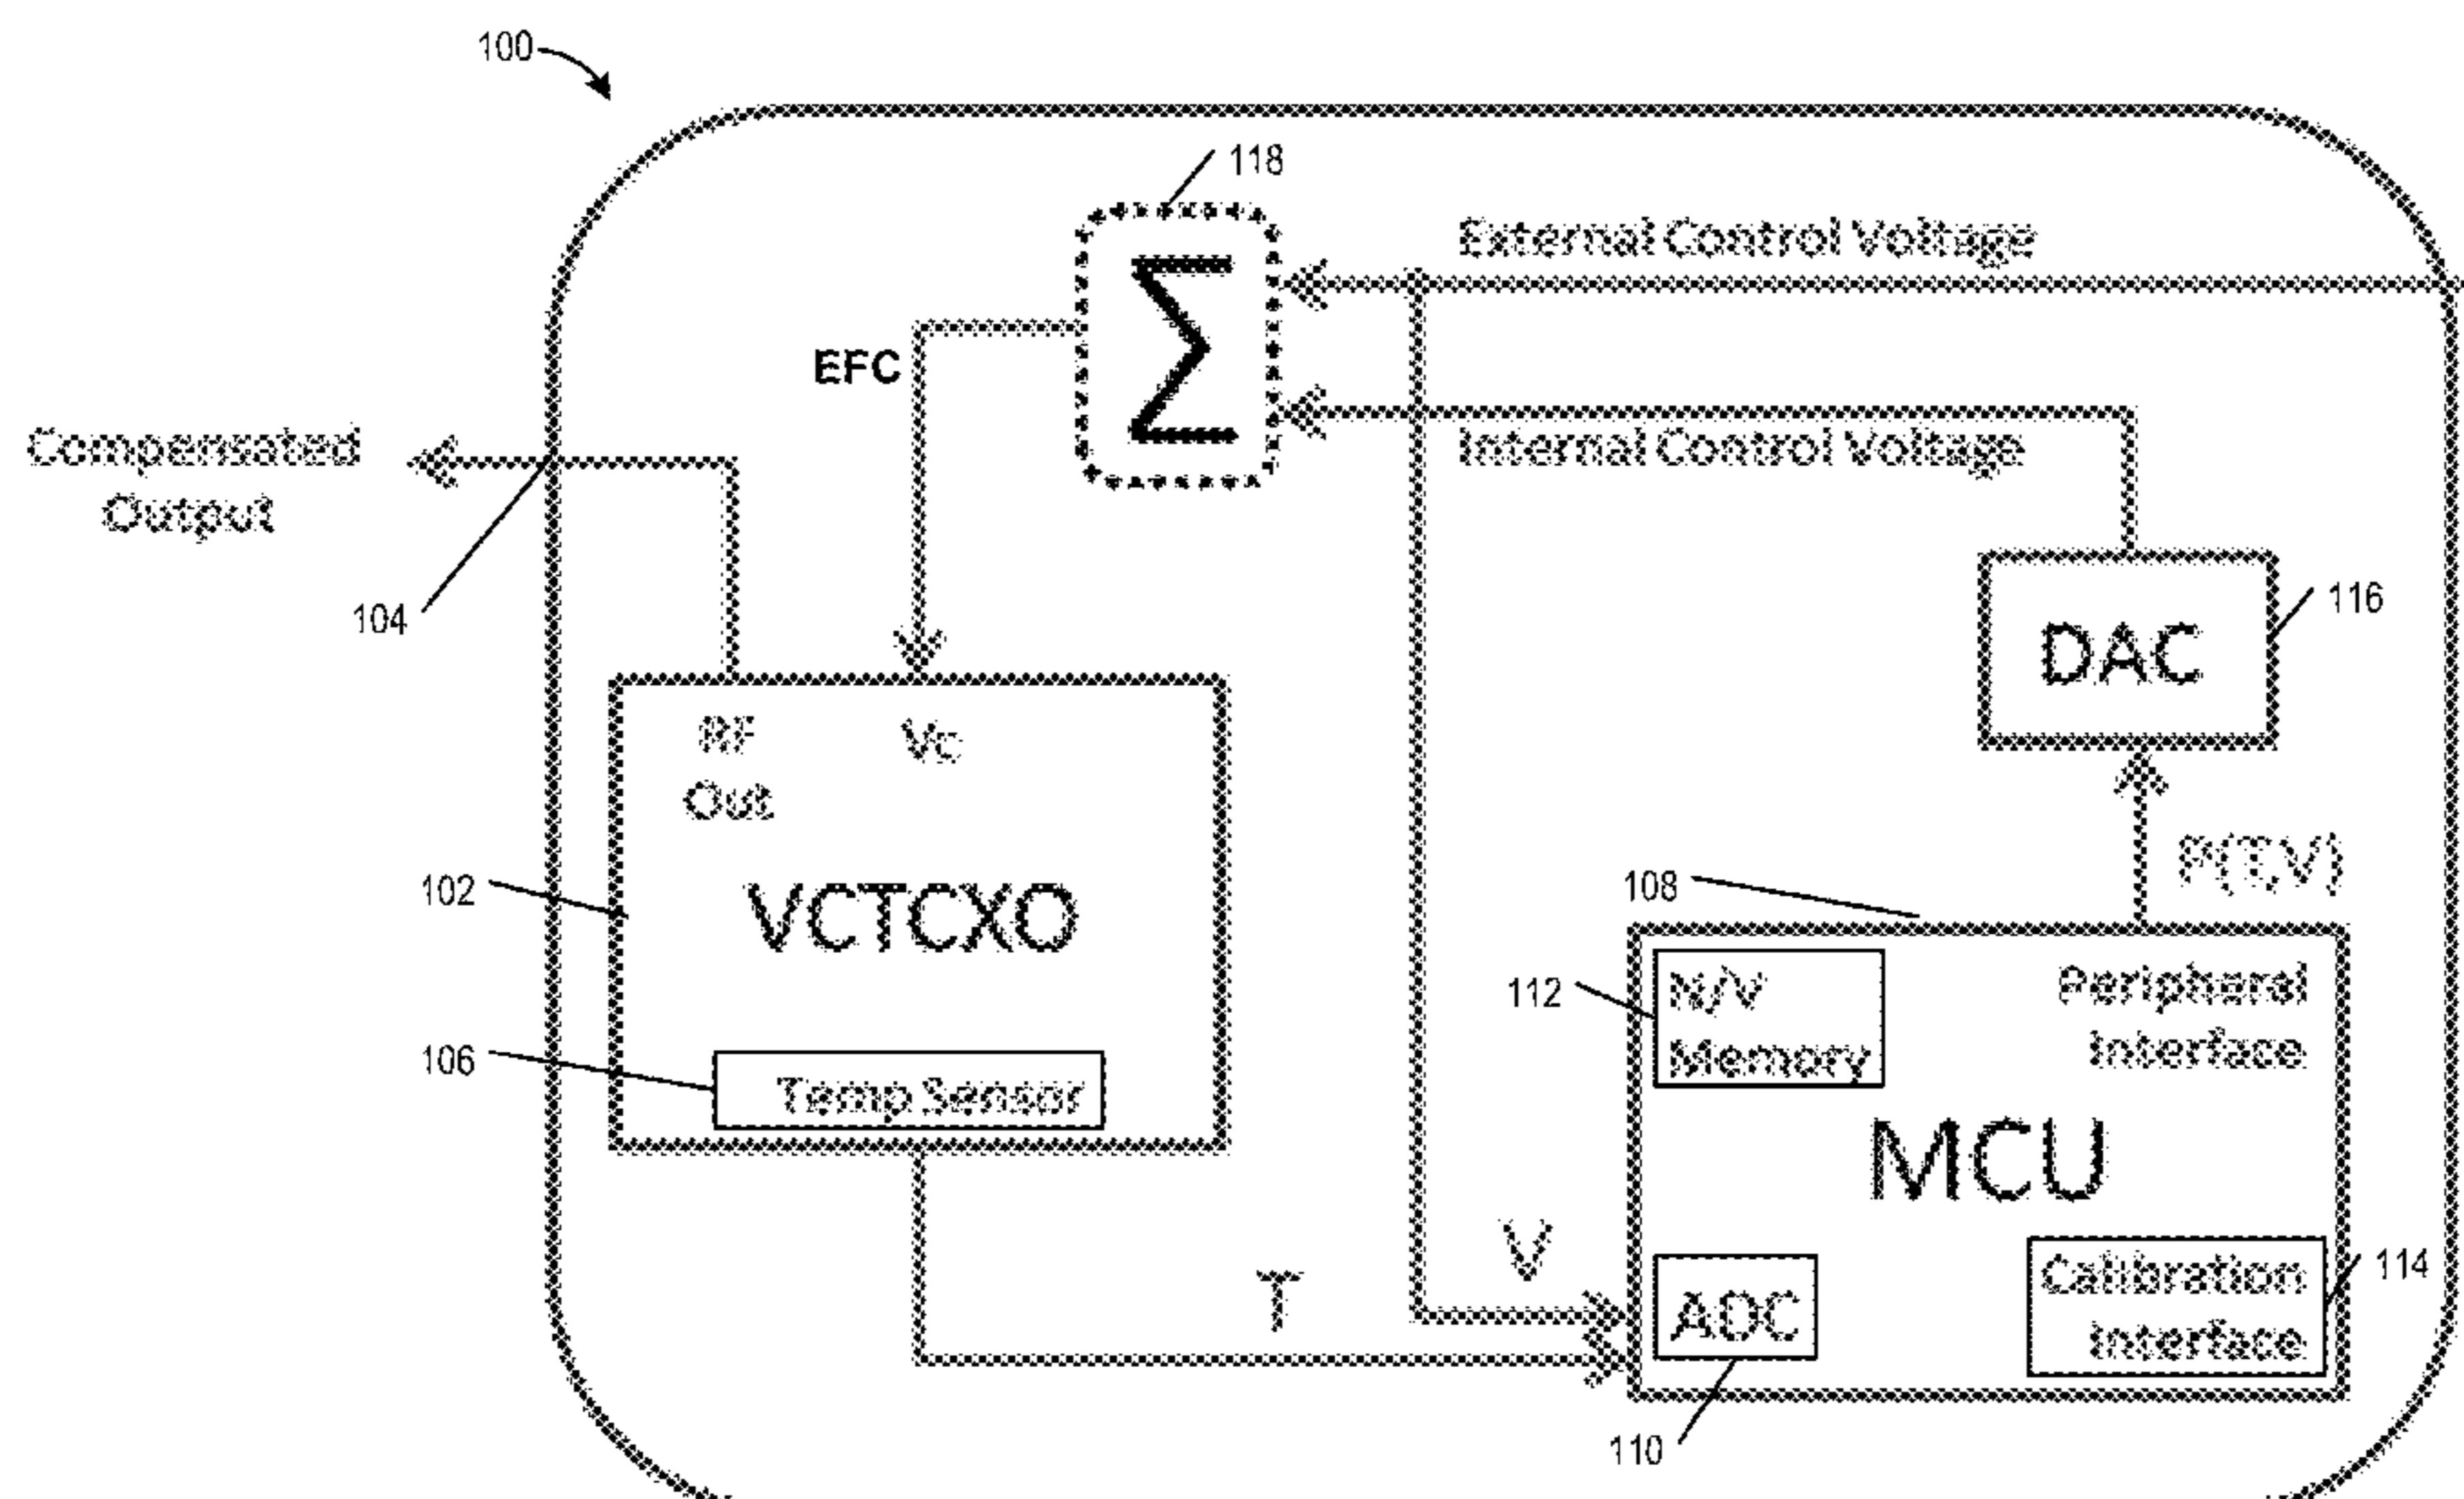 100
118
External Control Voltage
EFC
Σ
Internal Control Voltage
Compensated
Output
104
DAC
116
RF
Out
Vc
P(T,V)
102
VCTCXO
108
112
N/V
Memory
Peripheral
Interface
MCU
106
Temp Sensor
T
V
ADC
Calibration
Interface
114
110